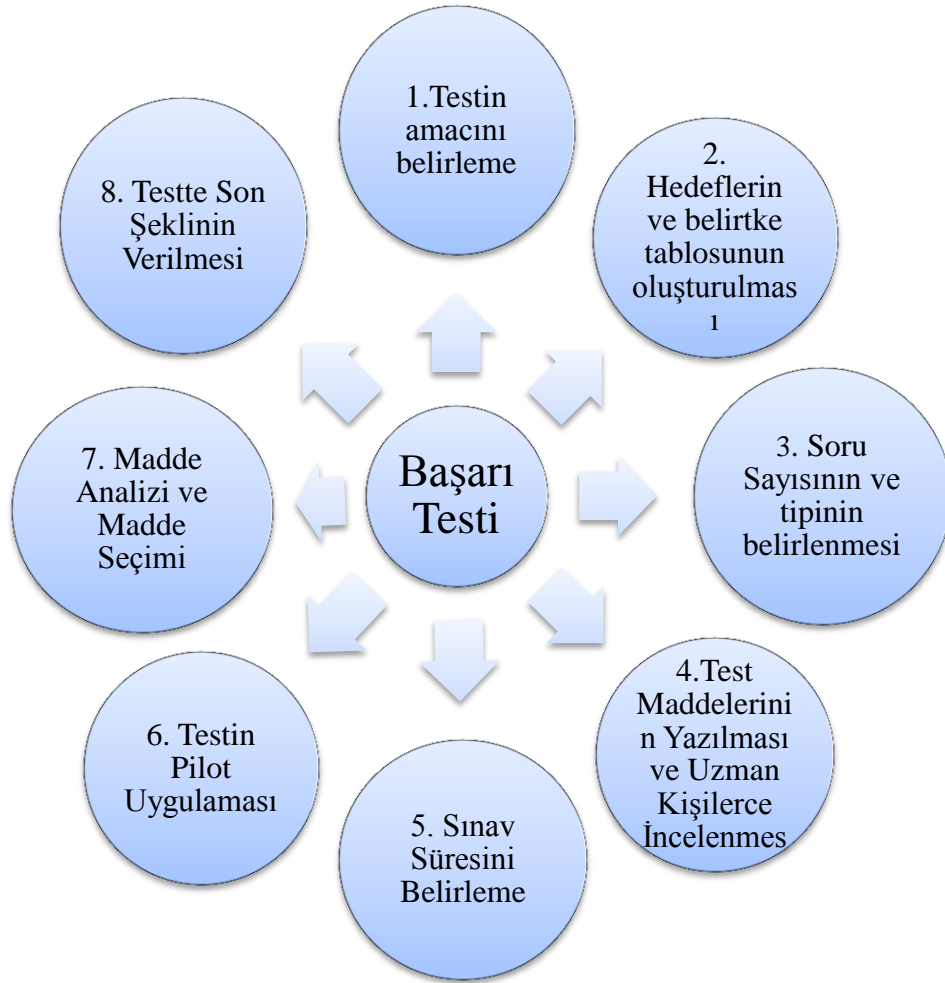 1.Testin
amacını
belirleme
2.
Hedeflerin
ve belirtke
tablosunun
oluşturulmas
ı
3. Soru
Sayısının ve
tipinin
belirlenmesi
4.Test
Maddelerini
n Yazılması
ve Uzman
Kişilerce
İncelenmes
5. Sınav
Süresini
Belirleme
6. Testin
Pilot
Uygulaması
7. Madde
Analizi ve
Madde
Seçimi
8. Testte Son
Şeklinin
Verilmesi
Başarı
Testi